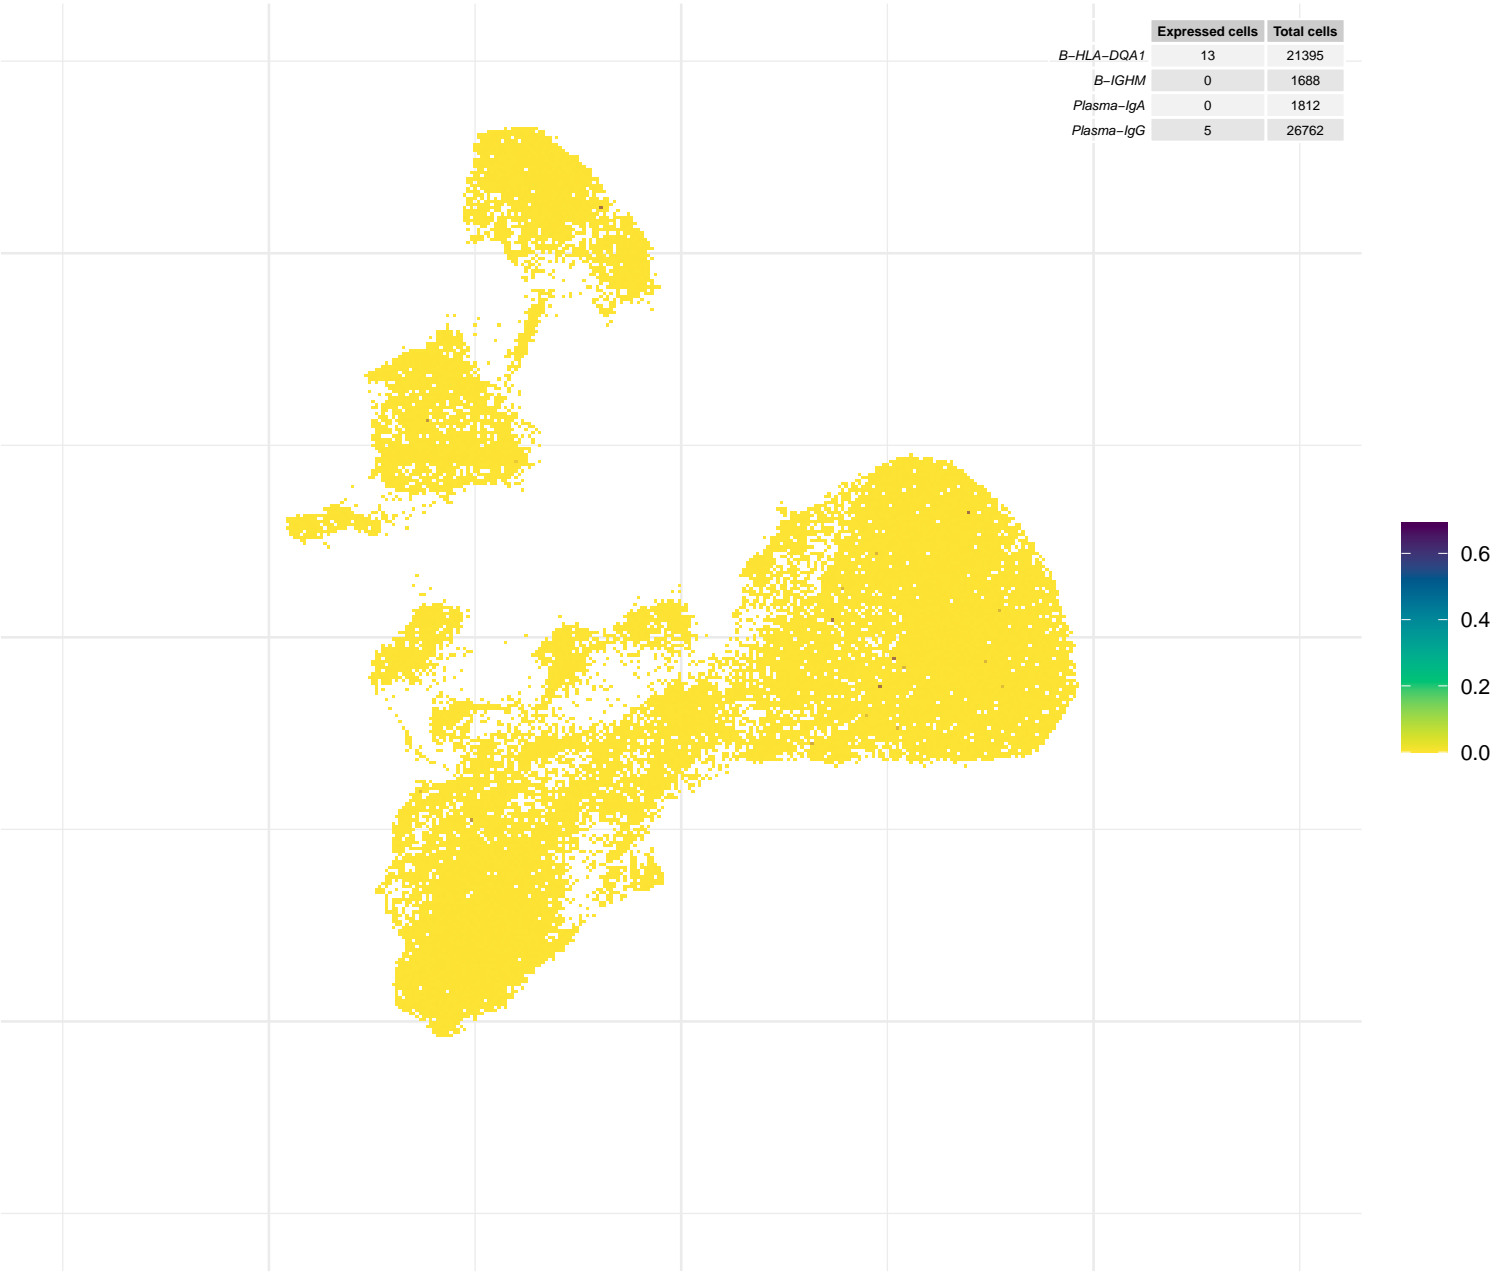 Expressed cells Total cells
B−HLA−DQA1 13 21395
B−IGHM 0 1688
Plasma−IgA 0 1812
Plasma−IgG 5 26762
0.6
0.4
0.2
0.0